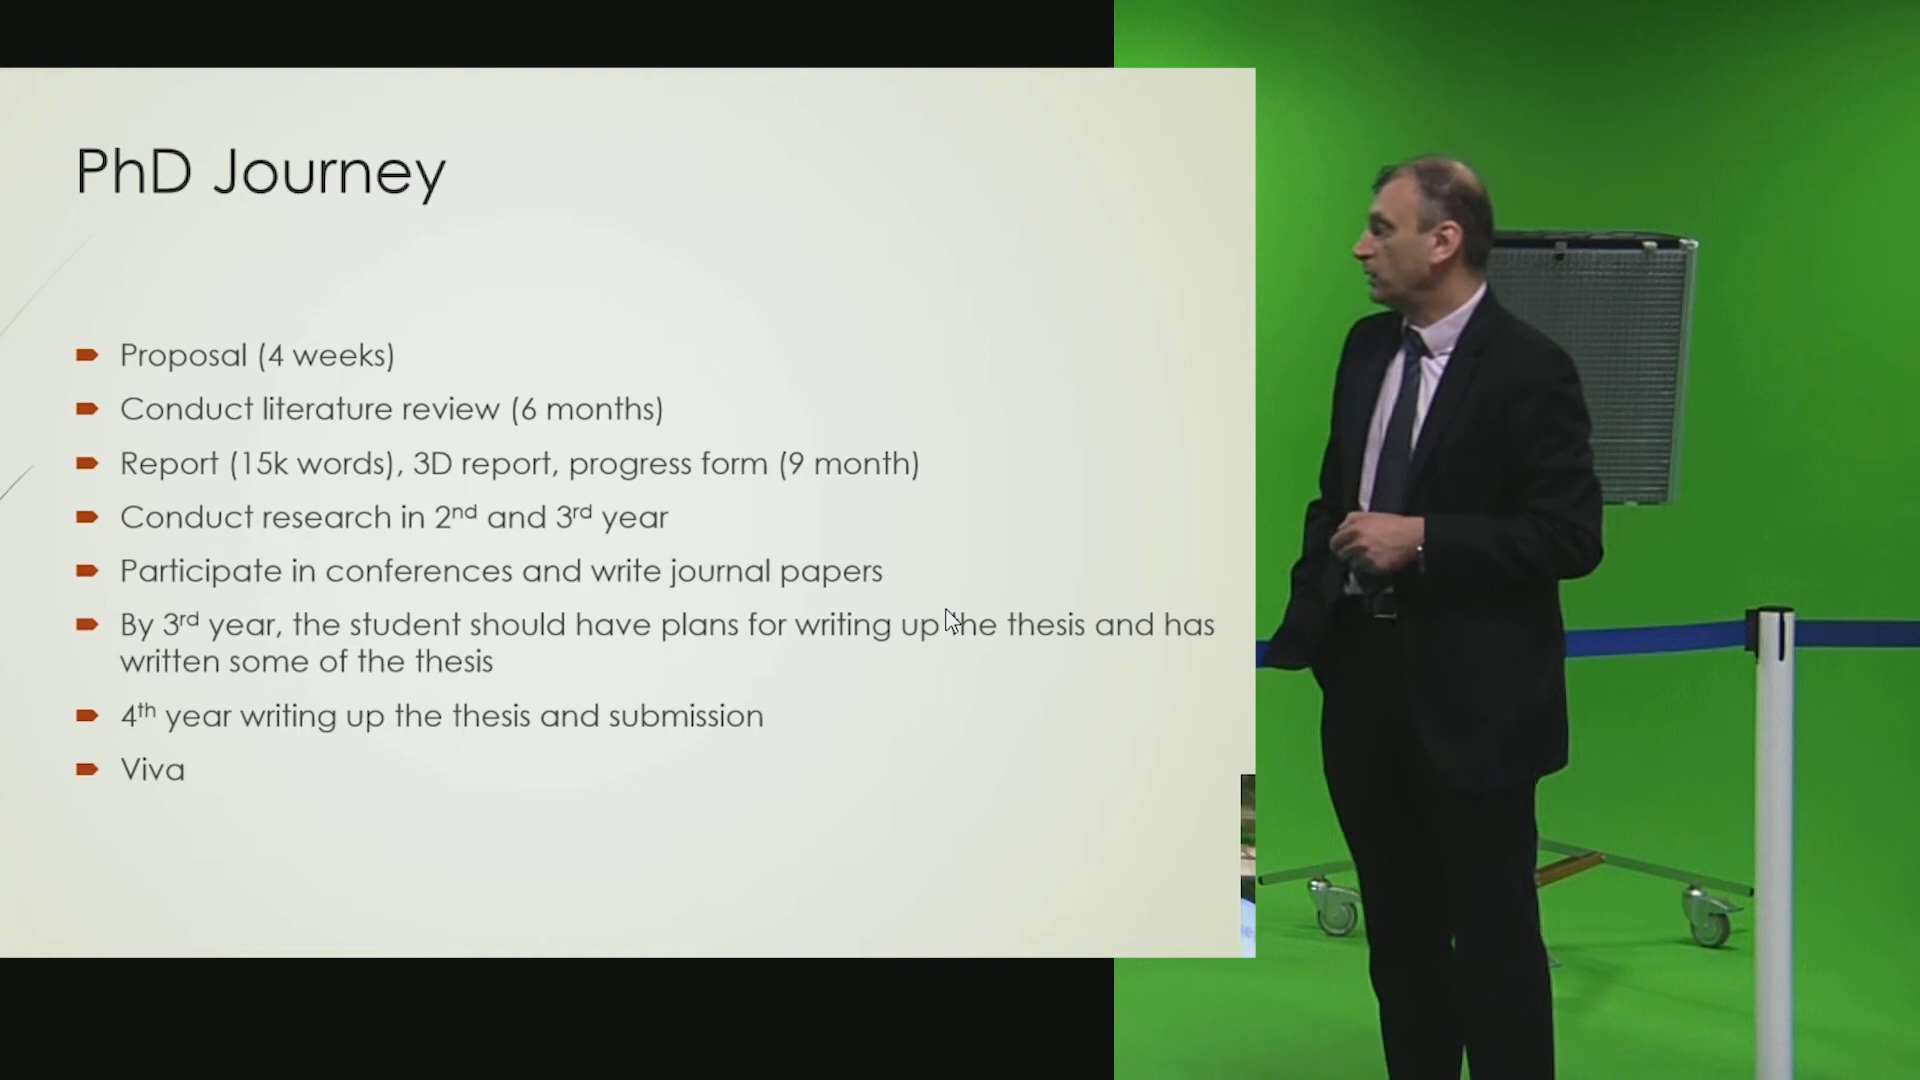 PhD Journey
Proposal (4 weeks)
Conduct literature review (6 months)
Report (15k words), 3D report, progress form (9 month)
Conduct research in 2nd and 3rd year
Participate in conferences and write journal papers
By 3rd year, the student should have plans for writing up the thesis and has
written some of the thesis
4th year writing up the thesis and submission
Viva